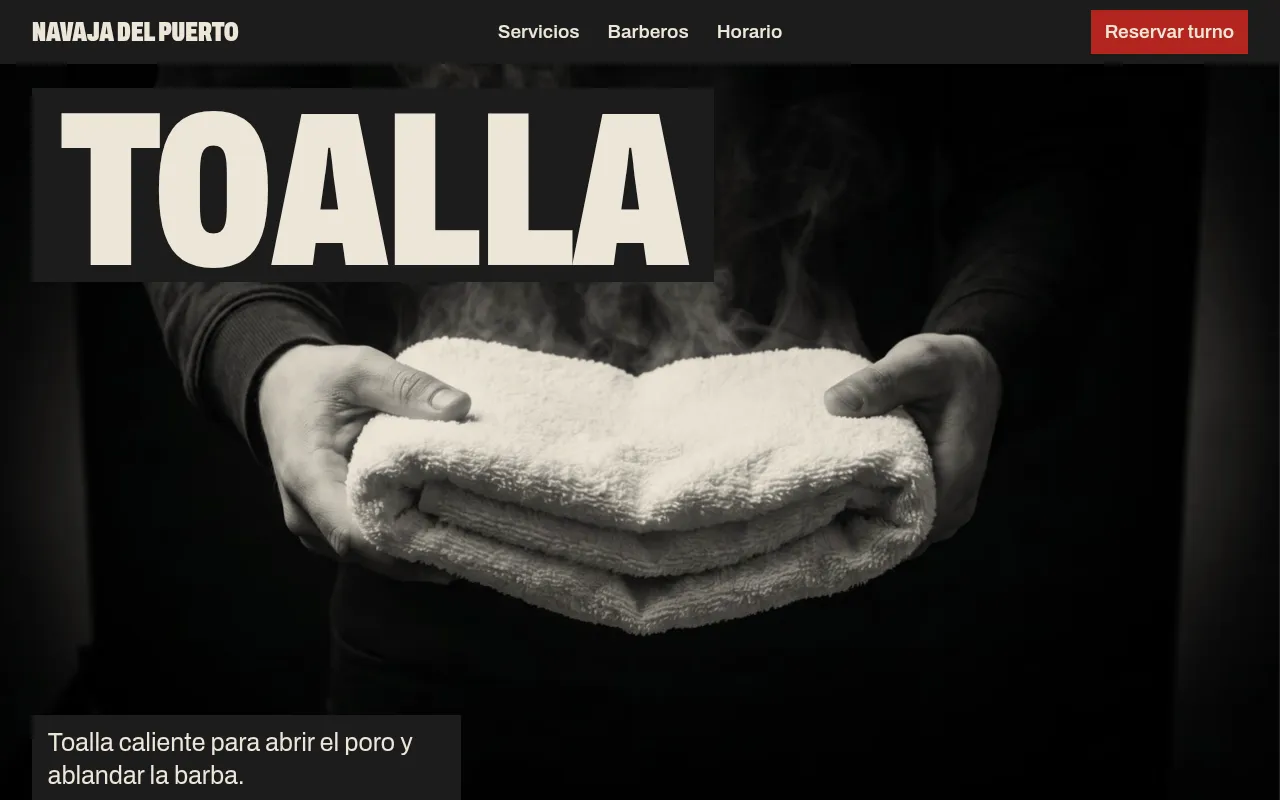 NAVAJA DEL PUERTO
Servicios
Barberos
Horario
Reservar turno
TOALLA
Toalla caliente para abrir el poro y
ablandar la barba.